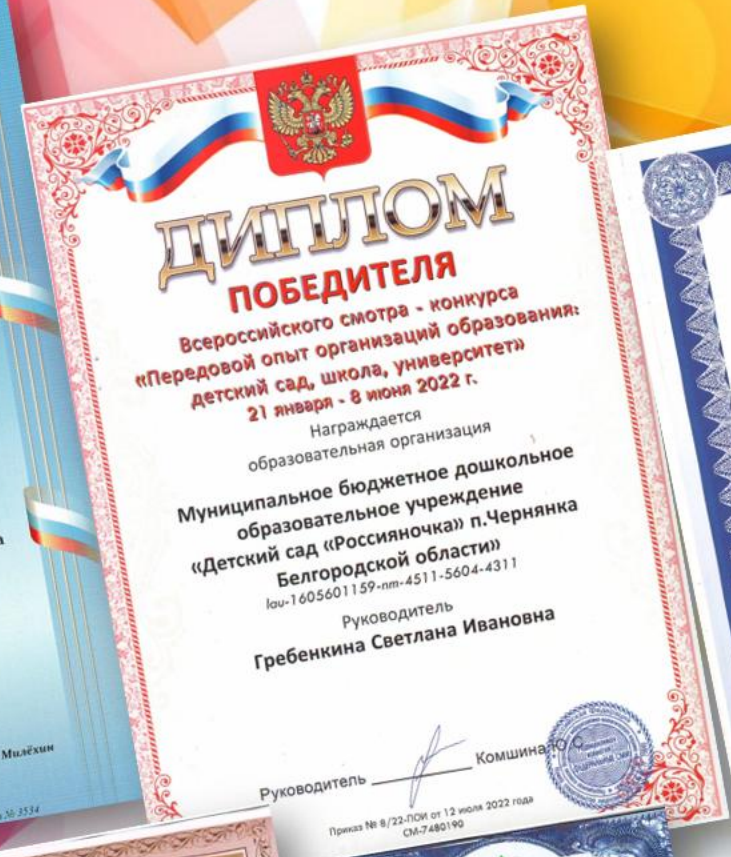 ДИПЛОМ
ПОБЕДИТЕЛЯ
Всероссийского смотра - конкурса
«Передовой опыт организаций образования:
детский сад, школа, университет»
21 января - 8 июня 2022 г.
Награждается
образовательная организация
Муниципальное бюджетное дошкольное
образовательное учреждение
«Детский сад «Россияночка» п.Чернянка
Белгородской области»
lau-1605601159-nm-4511-5604-4311
Руководитель
Гребенкина Светлана Ивановна
Руководитель Комшина Ю.С.
Приказ № 8/22-ПОИ от 12 июля 2022 года
СМ-7480190
Милёхин
№ 3534